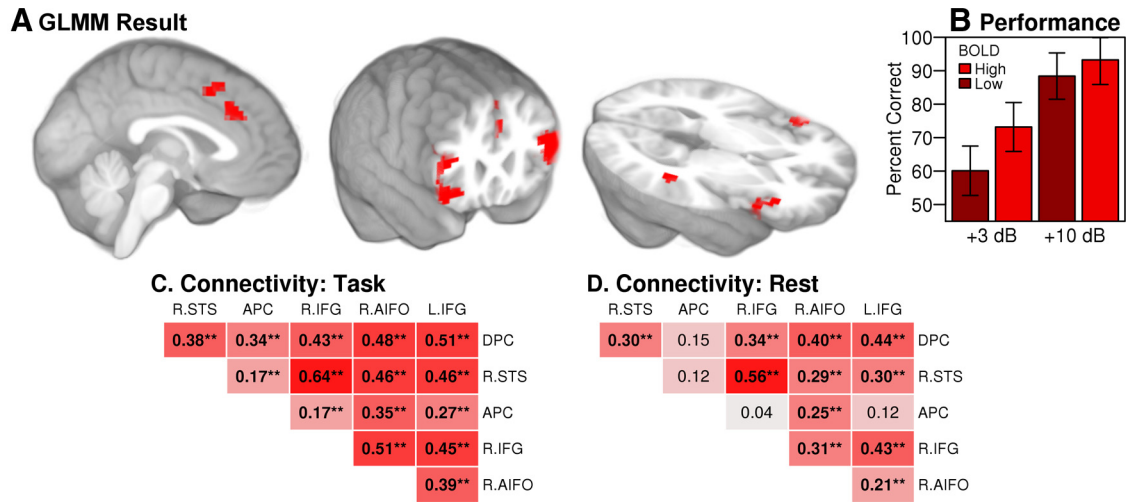 A GLMM Result
B Performance
BOLD
High
Low
Percent Correct
100
90
80
70
60
50
+3 dB +10 dB
C. Connectivity: Task
R.STS APC R.IFG R.AIFO L.IFG
0.38** 0.34** 0.43** 0.48** 0.51** DPC
0.17** 0.64** 0.46** 0.46** R.STS
0.17** 0.35** 0.27** APC
0.51** 0.45** R.IFG
0.39** R.AIFO
D. Connectivity: Rest
R.STS APC R.IFG R.AIFO L.IFG
0.30** 0.15 0.34** 0.40** 0.44** DPC
0.12 0.56** 0.29** 0.30** R.STS
0.04 0.25** 0.12 APC
0.31** 0.43** R.IFG
0.21** R.AIFO